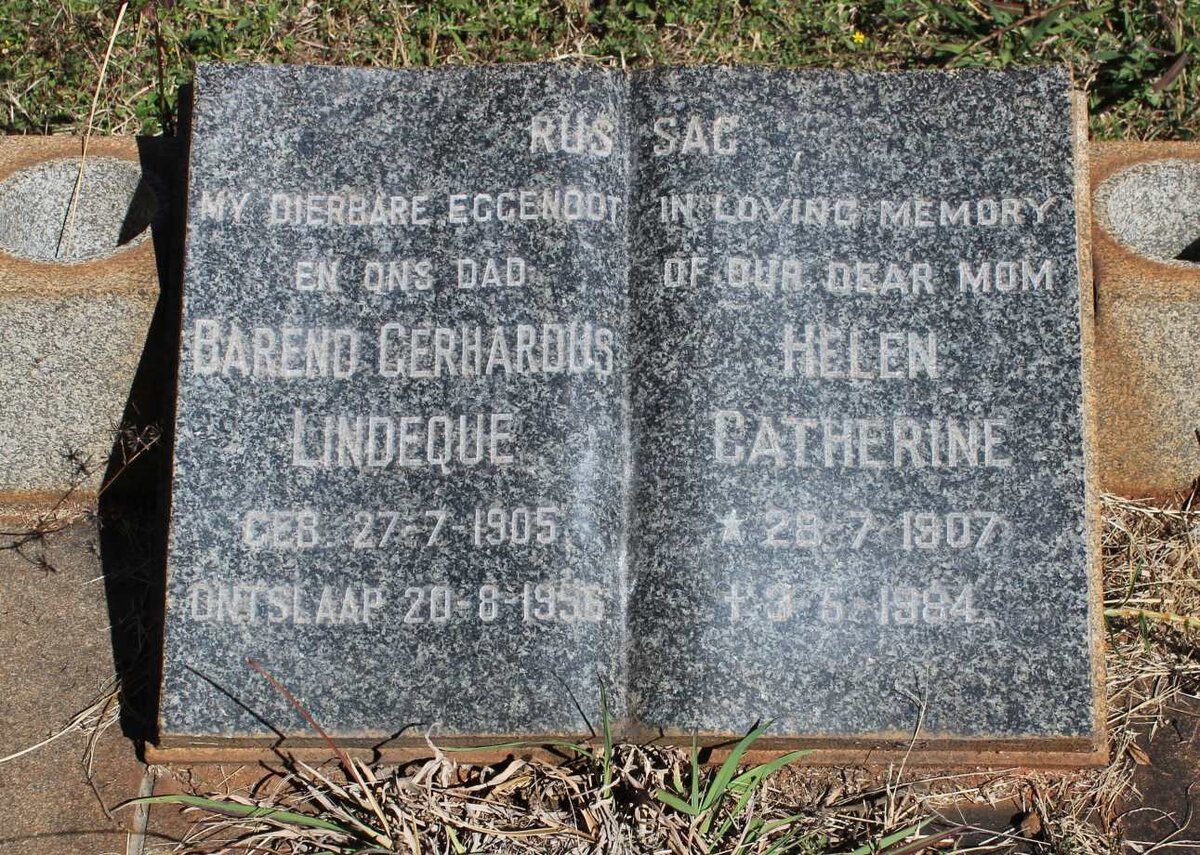 RUS SAG
MY DIERBARE EGGENOOT
EN ONS DAD
BAREND GERHARDUS
LINDEQUE
GEB. 27-7-1905
ONTSLAAP 20-8-1956.
IN LOVING MEMORY
OF OUR DEAR MOM
HELEN
CATHERINE
★ 28-7-1907
✝ 3-5-1984.